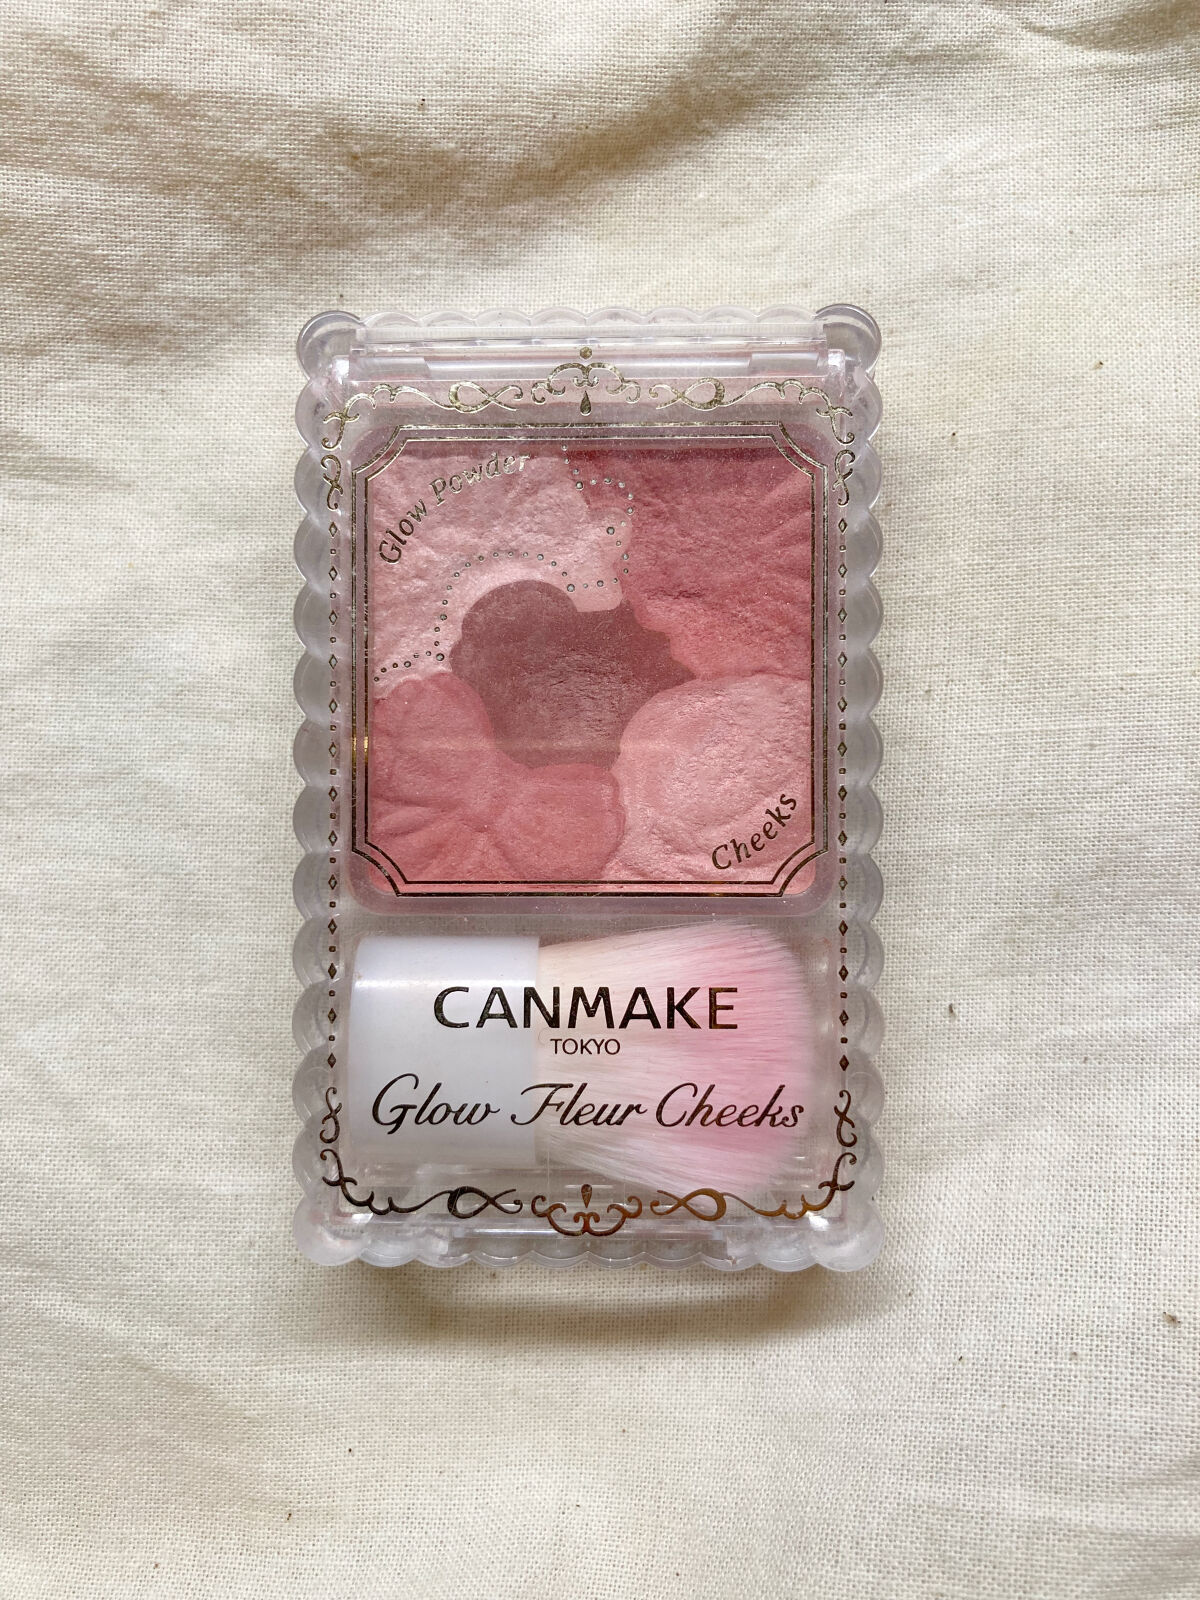 Glow Powder
Cheeks
CANMAKE
TOKYO
Glow Fleur Cheeks